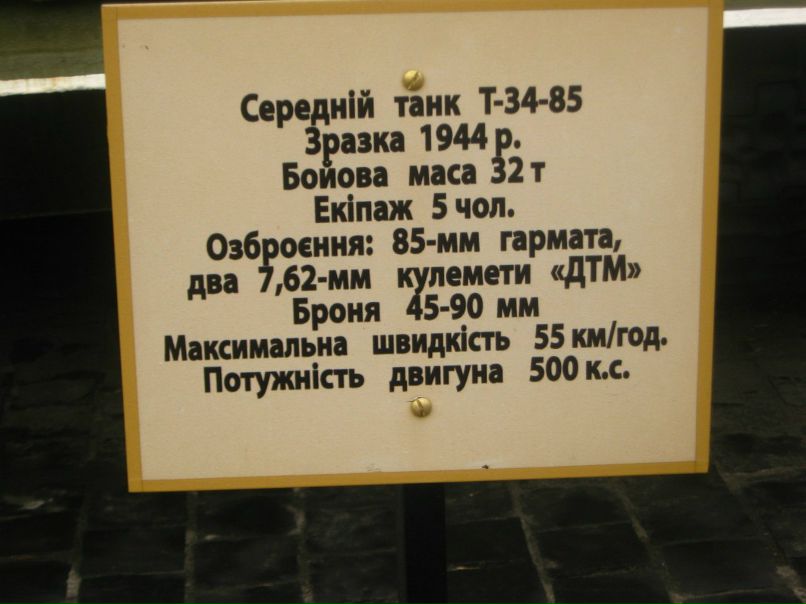 Середній танк Т-34-85
Зразка 1944 р.
Бойова маса 32 т
Екіпаж 5 чол.
Озброєння: 85-мм гармата,
два 7,62-мм кулемети «ДТМ»
Броня 45-90 мм
Максимальна швидкість 55 км/год.
Потужність двигуна 500 к.с.